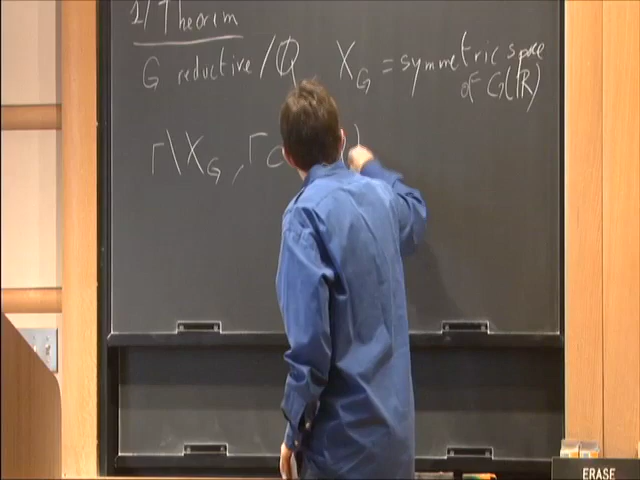 1/ Theorem
G reductive/ℚ X_G = symmetric space
of G(ℝ)
Γ\X_G, Γ
ERASE